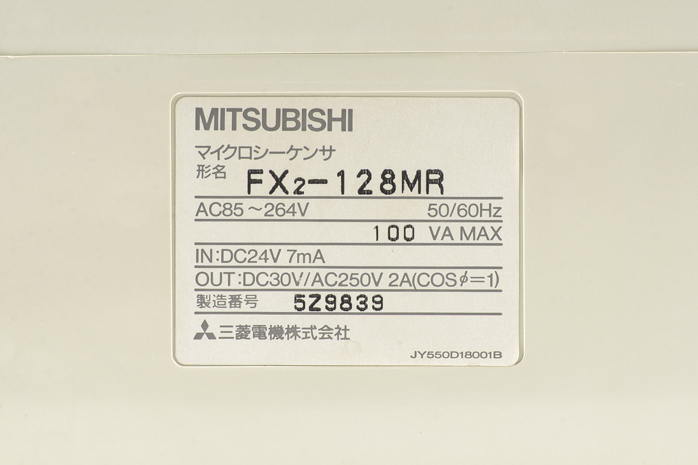 MITSUBISHI
マイクロシーケンサ
形名 FX2-128MR
AC85~264V 50/60Hz
100 VA MAX
IN:DC24V 7mA
OUT:DC30V/AC250V 2A(COSφ=1)
製造番号 5Z9839
三菱電機株式会社
JY550D18001B